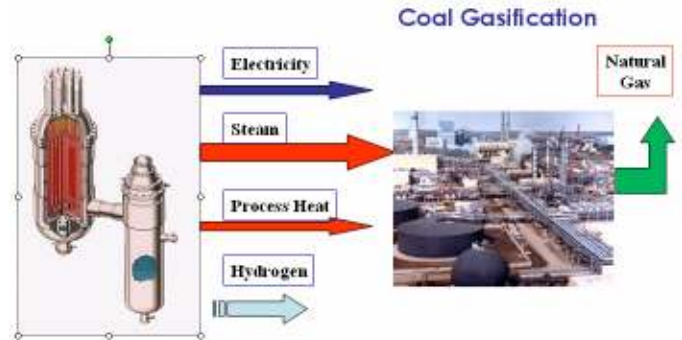 Coal Gasification
Electricity
Natural
Gas
Steam
Process Heat
Hydrogen